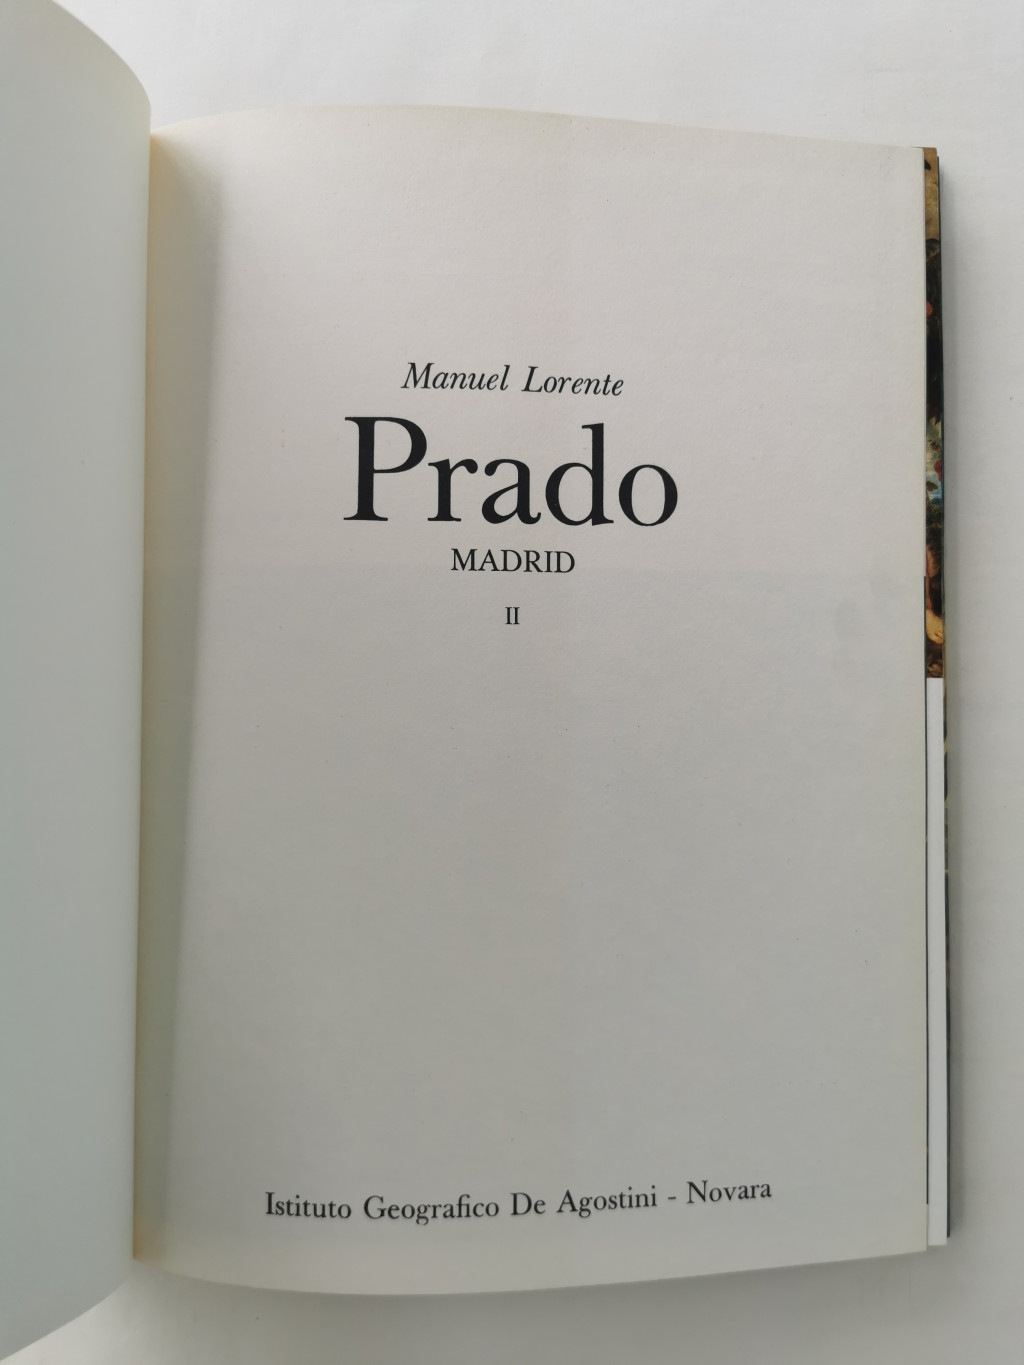 Manuel Lorente
Prado
MADRID
II
Istituto Geografico De Agostini - Novara